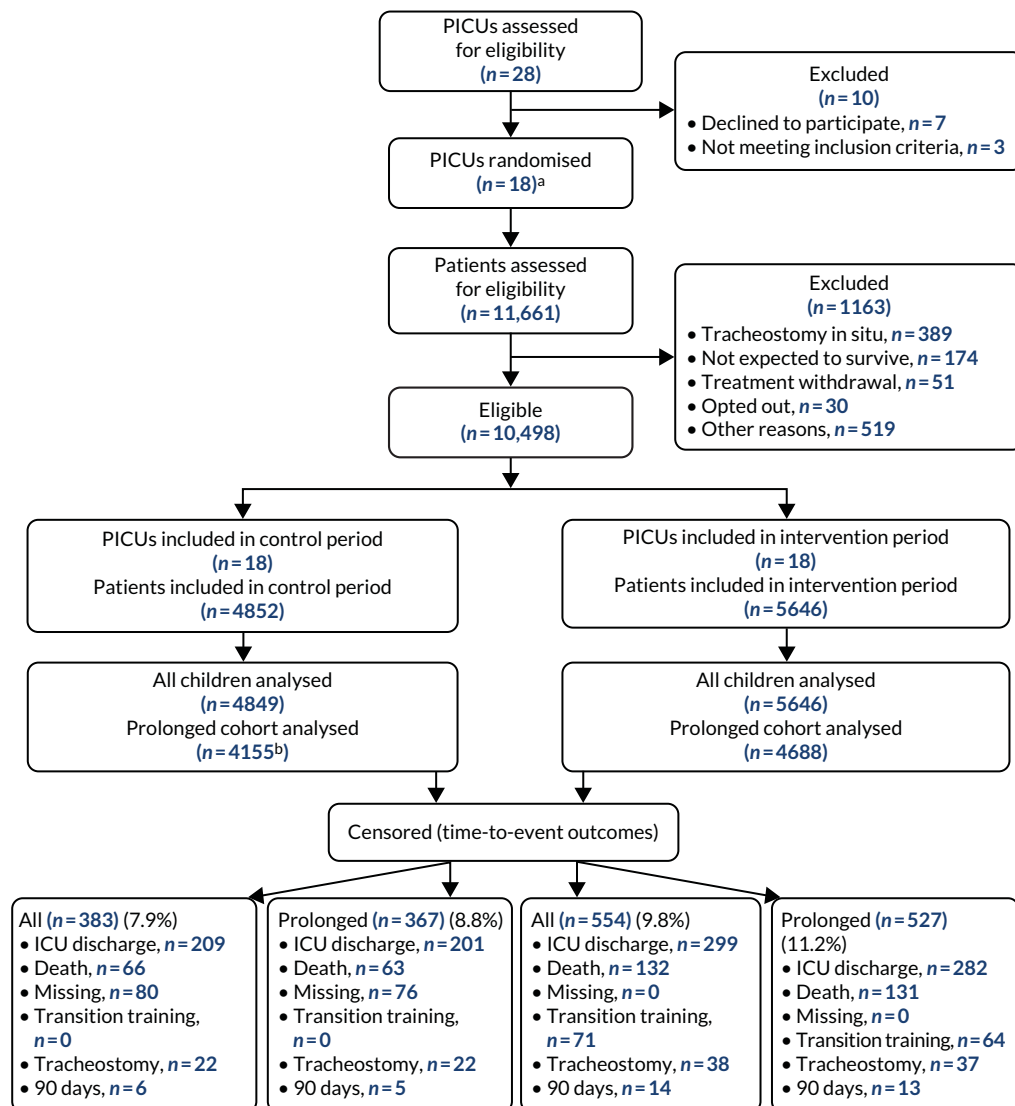 PICUs assessed
for eligibility
(n=28)
Excluded
(n=10)
• Declined to participate, n=7
• Not meeting inclusion criteria, n=3
PICUs randomised
(n=18)a
Patients assessed
for eligibility
(n=11,661)
Excluded
(n=1163)
• Tracheostomy in situ, n=389
• Not expected to survive, n=174
• Treatment withdrawal, n=51
• Opted out, n=30
• Other reasons, n=519
Eligible
(n=10,498)
PICUs included in control period
(n=18)
Patients included in control period
(n=4852)
PICUs included in intervention period
(n=18)
Patients included in intervention period
(n=5646)
All children analysed
(n=4849)
Prolonged cohort analysed
(n=4155b)
All children analysed
(n=5646)
Prolonged cohort analysed
(n=4688)
Censored (time-to-event outcomes)
All (n=383) (7.9%)
• ICU discharge, n=209
• Death, n=66
• Missing, n=80
• Transition training,
n=0
• Tracheostomy, n=22
• 90 days, n=6
Prolonged (n=367) (8.8%)
• ICU discharge, n=201
• Death, n=63
• Missing, n=76
• Transition training,
n=0
• Tracheostomy, n=22
• 90 days, n=5
All (n=554) (9.8%)
• ICU discharge, n=299
• Death, n=132
• Missing, n=0
• Transition training,
n=71
• Tracheostomy, n=38
• 90 days, n=14
Prolonged (n=527)
(11.2%)
• ICU discharge, n=282
• Death, n=131
• Missing, n=0
• Transition training, n=64
• Tracheostomy, n=37
• 90 days, n=13